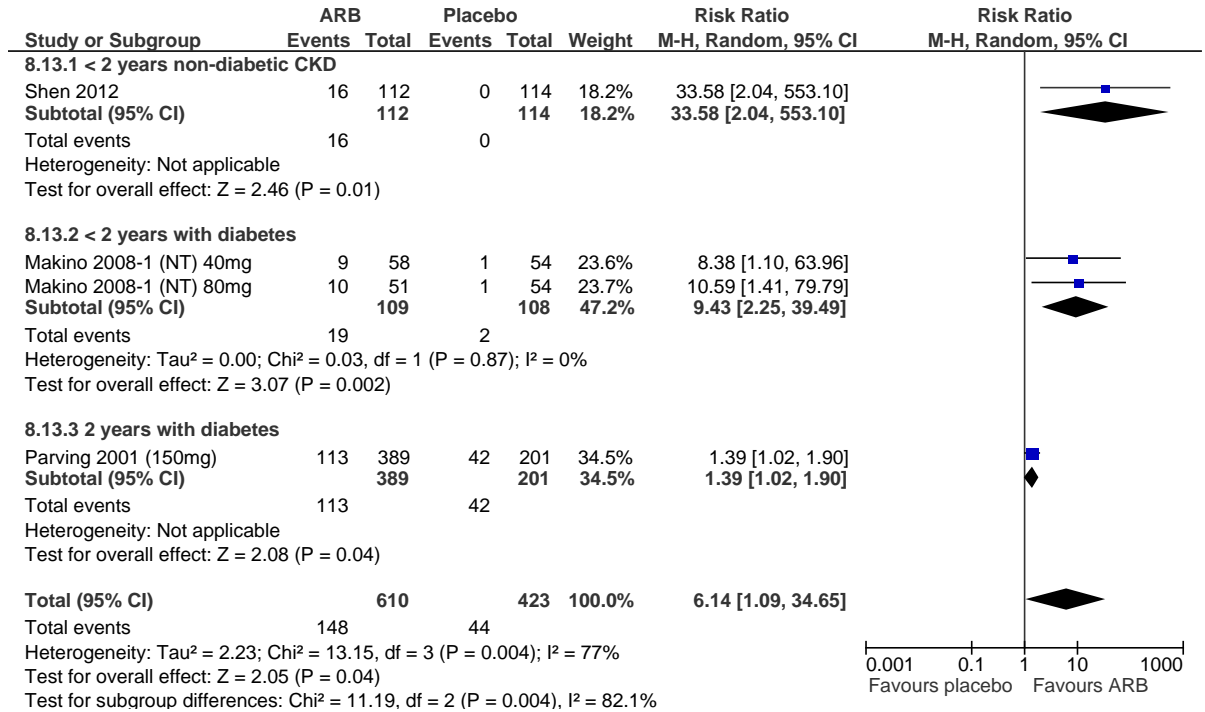 ARB Placebo Risk Ratio Risk Ratio
Study or Subgroup Events Total Events Total Weight M-H, Random, 95% CI M-H, Random, 95% CI
8.13.1 < 2 years non-diabetic CKD
Shen 2012 16 112 0 114 18.2% 33.58 [2.04, 553.10]
Subtotal (95% CI) 112 114 18.2% 33.58 [2.04, 553.10]
Total events 16 0
Heterogeneity: Not applicable
Test for overall effect: Z = 2.46 (P = 0.01)
8.13.2 < 2 years with diabetes
Makino 2008-1 (NT) 40mg 9 58 1 54 23.6% 8.38 [1.10, 63.96]
Makino 2008-1 (NT) 80mg 10 51 1 54 23.7% 10.59 [1.41, 79.79]
Subtotal (95% CI) 109 108 47.2% 9.43 [2.25, 39.49]
Total events 19 2
Heterogeneity: Tau² = 0.00; Chi² = 0.03, df = 1 (P = 0.87); I² = 0%
Test for overall effect: Z = 3.07 (P = 0.002)
8.13.3 2 years with diabetes
Parving 2001 (150mg) 113 389 42 201 34.5% 1.39 [1.02, 1.90]
Subtotal (95% CI) 389 201 34.5% 1.39 [1.02, 1.90]
Total events 113 42
Heterogeneity: Not applicable
Test for overall effect: Z = 2.08 (P = 0.04)
Total (95% CI) 610 423 100.0% 6.14 [1.09, 34.65]
Total events 148 44
Heterogeneity: Tau² = 2.23; Chi² = 13.15, df = 3 (P = 0.004); I² = 77%
Test for overall effect: Z = 2.05 (P = 0.04)
Test for subgroup differences: Chi² = 11.19, df = 2 (P = 0.004), I² = 82.1%
0.001 0.1 1 10 1000
Favours placebo Favours ARB